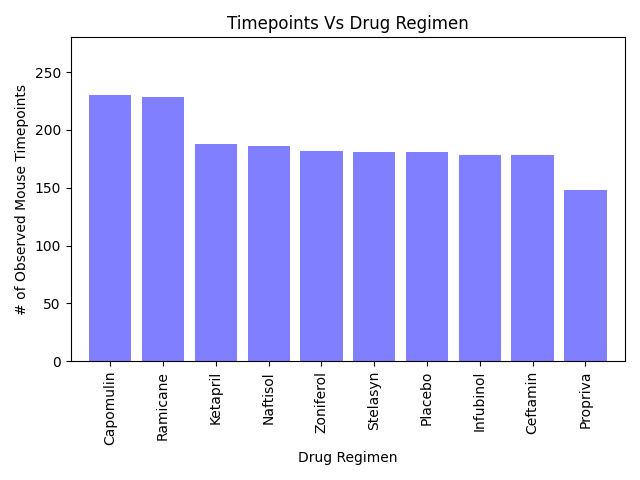 Timepoints Vs Drug Regimen
# of Observed Mouse Timepoints
250
200
150
100
50
0
Capomulin
Ramicane
Ketapril
Naftisol
Zoniferol
Stelasyn
Placebo
Infubinol
Ceftamin
Propriva
Drug Regimen